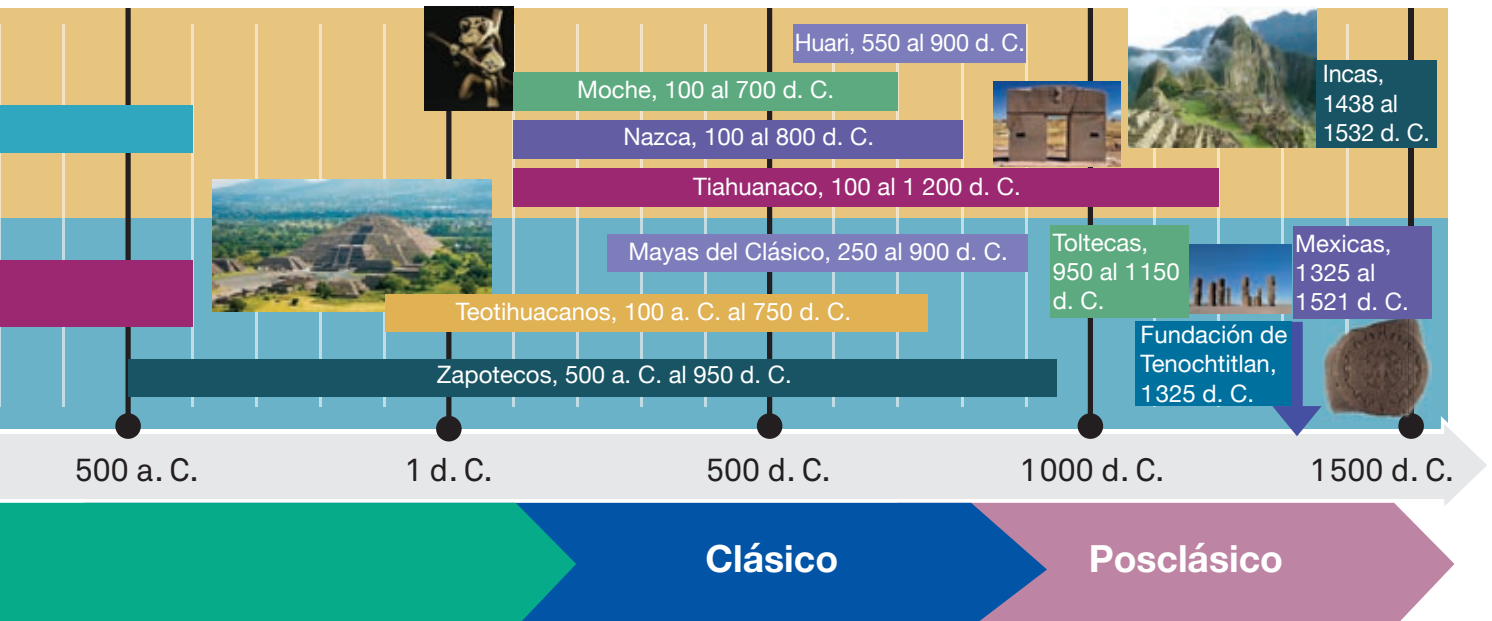 Huari, 550 al 900 d. C.
Moche, 100 al 700 d. C.
Nazca, 100 al 800 d. C.
Tiahuanaco, 100 al 1 200 d. C.
Incas,
1438 al
1532 d. C.
Mayas del Clásico, 250 al 900 d. C.
Teotihuacanos, 100 a. C. al 750 d. C.
Zapotecos, 500 a. C. al 950 d. C.
Toltecas,
950 al 1150
d. C.
Mexicas,
1325 al
1521 d. C.
Fundación de
Tenochtitlan,
1325 d. C.
500 a. C.
1 d. C.
500 d. C.
1000 d. C.
1500 d. C.
Clásico
Posclásico